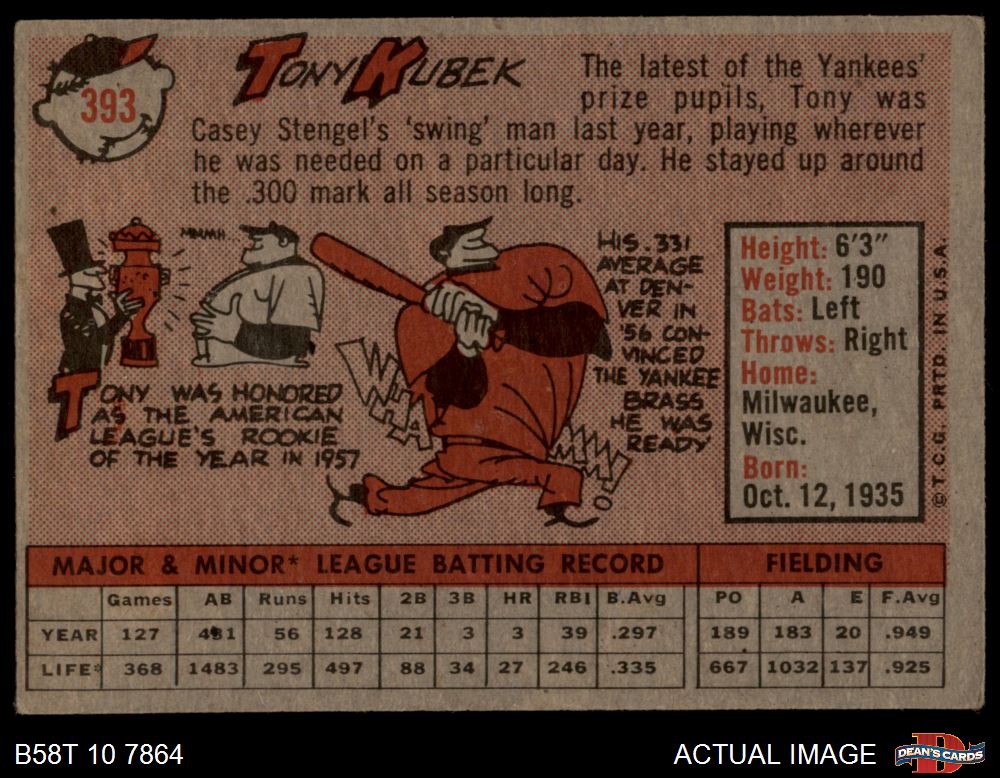 393
TONY KUBEK
The latest of the Yankees'
prize pupils, Tony was
Casey Stengel's 'swing' man last year, playing wherever
he was needed on a particular day. He stayed up around
the .300 mark all season long.
MMMMH...
TONY WAS HONORED
AS THE AMERICAN
LEAGUE'S ROOKIE
OF THE YEAR IN 1957
WHA
HIS .331
AVERAGE
AT DEN-
VER IN
'56 CON-
VINCED
THE YANKEE
BRASS
HE WAS
READY
Height: 6'3"
Weight: 190
Bats: Left
Throws: Right
Home:
Milwaukee,
Wisc.
Born:
Oct. 12, 1935
© T.C.G. PRTD. IN U.S.A.
MAJOR & MINOR* LEAGUE BATTING RECORD FIELDING
Games AB Runs Hits 2B 3B HR RBI B.Avg PO A E F.Avg
YEAR 127 431 56 128 21 3 3 39 .297 189 183 20 .949
LIFE* 368 1483 295 497 88 34 27 246 .335 667 1032 137 .925
B58T 10 7864 ACTUAL IMAGE DEAN'S CARDS